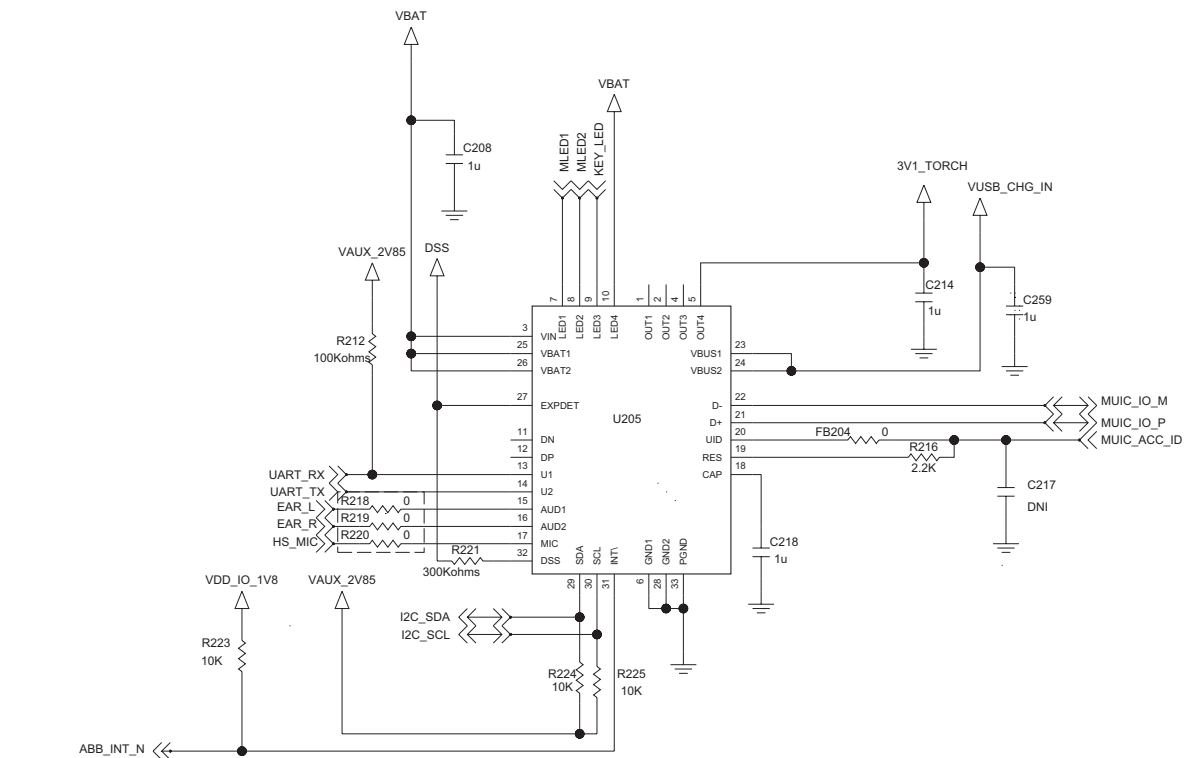 VBAT
VBAT
C208
1u
MLED1
MLED2
KEY_LED
3V1_TORCH
VUSB_CHG_IN
VAUX_2V85
DSS
C214
1u
C259
1u
R212
100Kohms
7
8
9
10
1
2
4
5
LED1
LED2
LED3
LED4
OUT1
OUT2
OUT3
OUT4
3
VIN
25
VBAT1
26
VBAT2
27
EXPDET
11
DN
12
DP
13
U1
14
U2
15
AUD1
16
AUD2
17
MIC
32
DSS
U205
23
VBUS1
24
VBUS2
22
D-
21
D+
20
UID
19
RES
18
CAP
MUIC_IO_M
MUIC_IO_P
MUIC_ACC_ID
FB204
0
R216
2.2K
C217
DNI
C218
1u
UART_RX
UART_TX
EAR_L
R218
0
EAR_R
R219
0
HS_MIC
R220
0
R221
300Kohms
SDA
SCL
INT\
GND1
GND2
PGND
29
30
31
6
28
33
VDD_IO_1V8
VAUX_2V85
I2C_SDA
I2C_SCL
R223
10K
R224
10K
R225
10K
ABB_INT_N